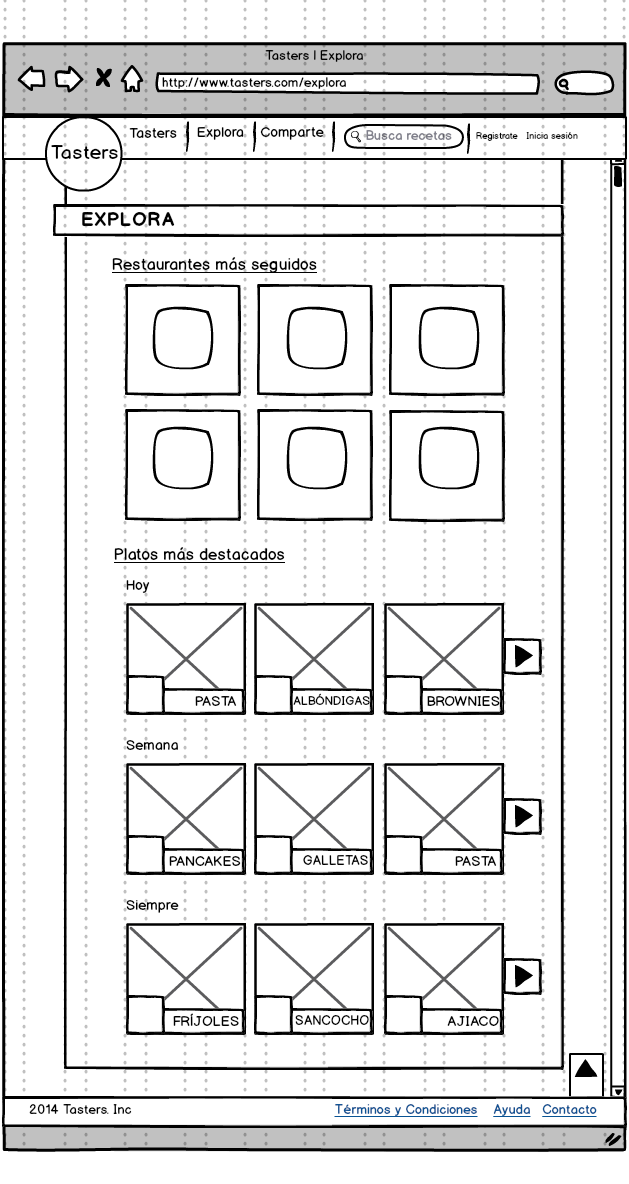 Tasters | Explora
http://www.tasters.com/explora
Tasters
Tasters
Explora
Comparte
Busca recetas
Registrate
Inicia sesión
EXPLORA
Restaurantes más seguidos
Platos más destacados
Hoy
PASTA
ALBÓNDIGAS
BROWNIES
Semana
PANCAKES
GALLETAS
PASTA
Siempre
FRÍJOLES
SANCOCHO
AJIACO
2014 Tasters. Inc
Términos y Condiciones
Ayuda
Contacto